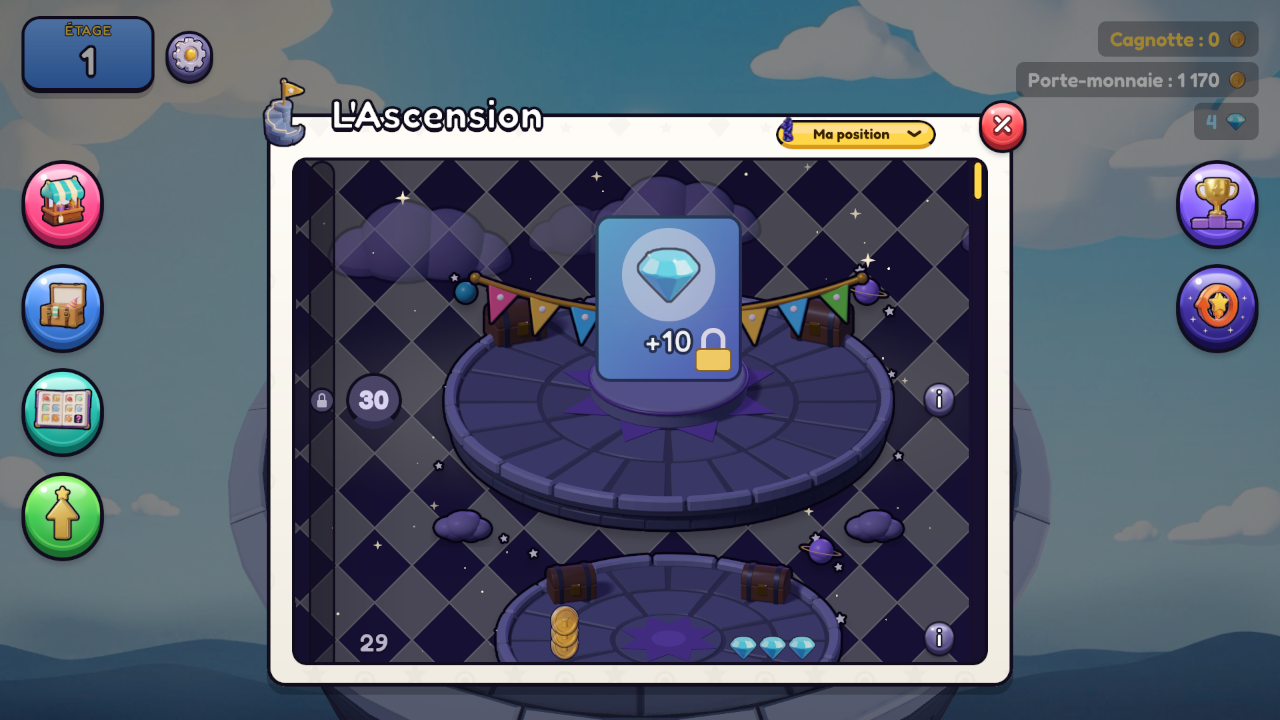 ÉTAGE
1
Cagnotte : 0
Porte-monnaie : 1 170
4
L'Ascension
Ma position
+10
30
i
29
i